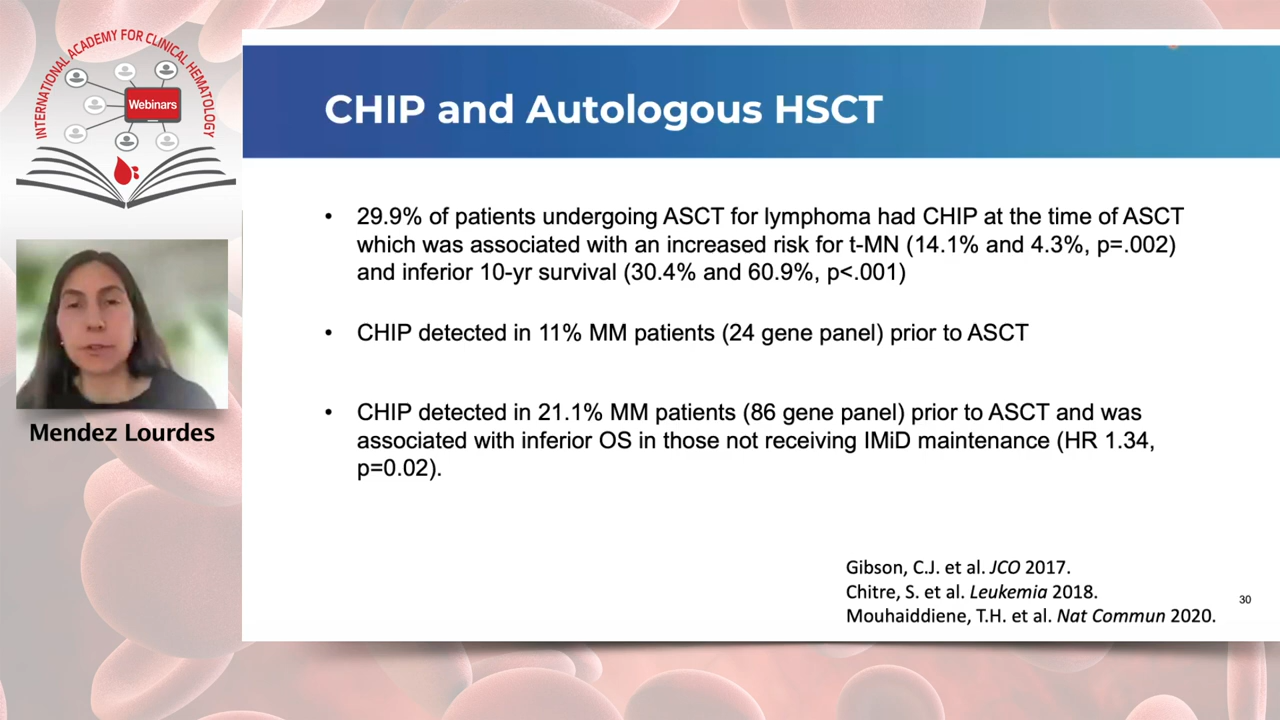 INTERNATIONAL ACADEMY FOR CLINICAL HEMATOLOGY
Webinars
Mendez Lourdes
CHIP and Autologous HSCT
• 29.9% of patients undergoing ASCT for lymphoma had CHIP at the time of ASCT
which was associated with an increased risk for t-MN (14.1% and 4.3%, p=.002)
and inferior 10-yr survival (30.4% and 60.9%, p<.001)
• CHIP detected in 11% MM patients (24 gene panel) prior to ASCT
• CHIP detected in 21.1% MM patients (86 gene panel) prior to ASCT and was
associated with inferior OS in those not receiving IMiD maintenance (HR 1.34,
p=0.02).
Gibson, C.J. et al. JCO 2017.
Chitre, S. et al. Leukemia 2018.
Mouhaiddiene, T.H. et al. Nat Commun 2020.
30